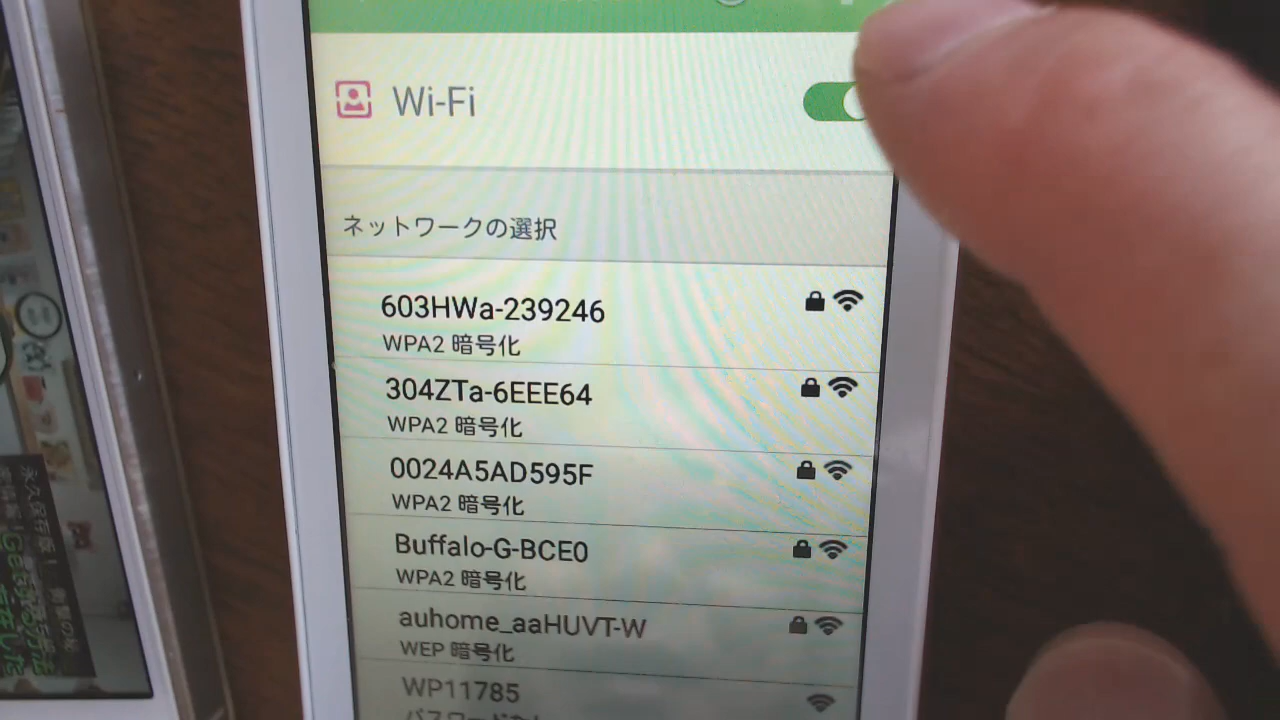 Wi-Fi
ネットワークの選択
603HWa-239246
WPA2 暗号化
304ZTa-6EEE64
WPA2 暗号化
0024A5AD595F
WPA2 暗号化
Buffalo-G-BCE0
WPA2 暗号化
auhome_aaHUVT-W
WEP 暗号化
WP11785